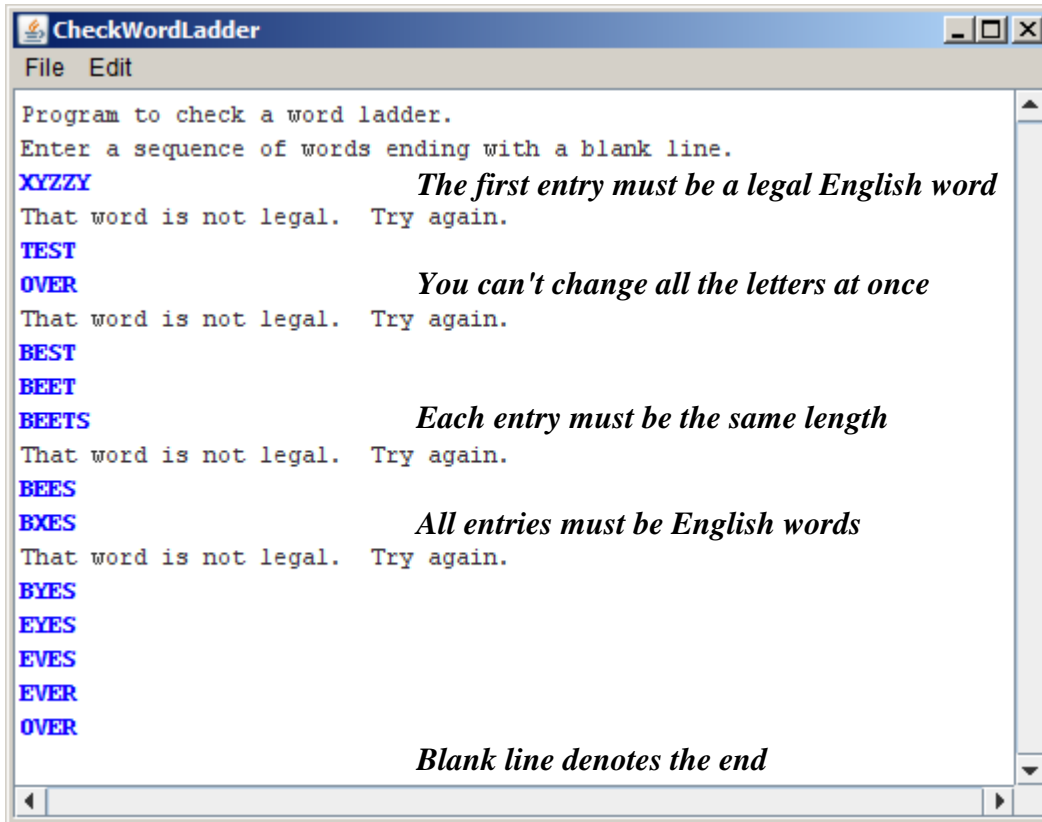 CheckWordLadder
File Edit
Program to check a word ladder.
Enter a sequence of words ending with a blank line.
XYZZY The first entry must be a legal English word
That word is not legal. Try again.
TEST
OVER You can't change all the letters at once
That word is not legal. Try again.
BEST
BEET
BEETS Each entry must be the same length
That word is not legal. Try again.
BEES
BXES All entries must be English words
That word is not legal. Try again.
BYES
EYES
EVES
EVER
OVER
Blank line denotes the end